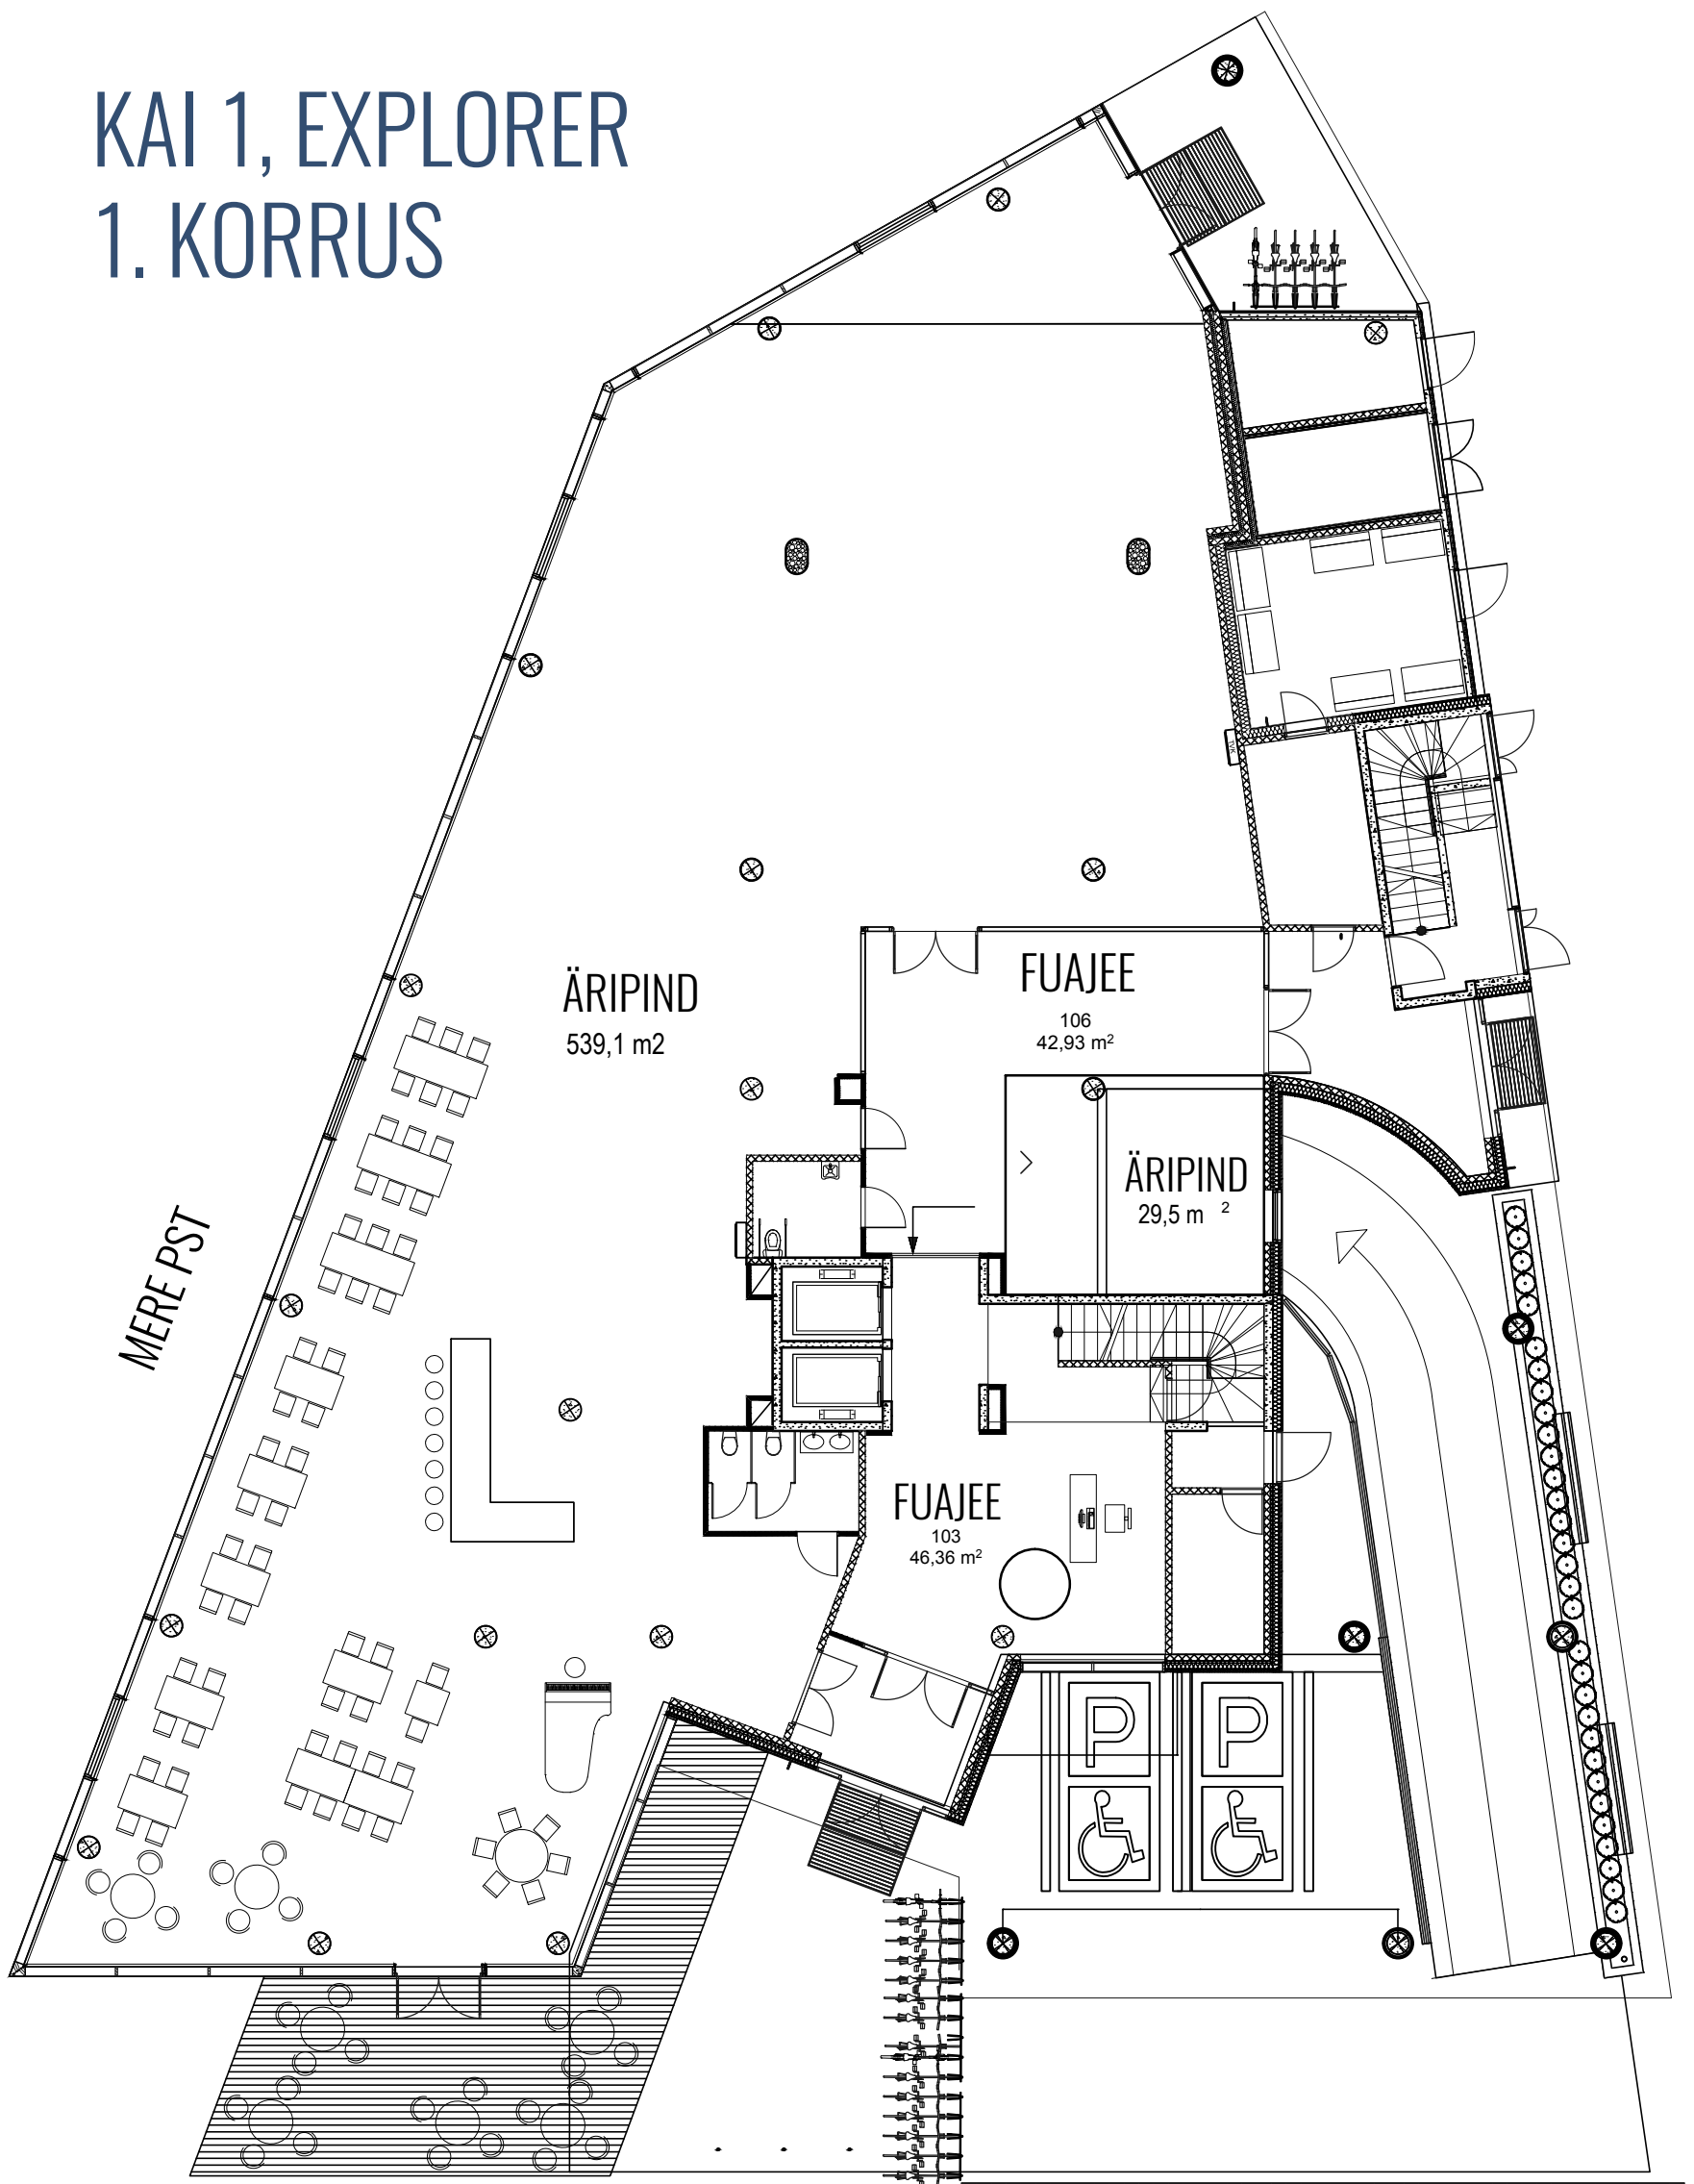 KAI 1, EXPLORER
1. KORRUS
ÄRIPIND
539,1 m2
FUAJEE
106
42,93 m²
ÄRIPIND
29,5 m 2
MERE PST
FUAJEE
103
46,36 m²
P
P